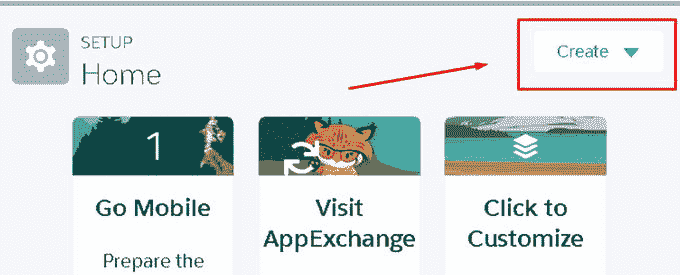 SETUP
Home
Create
1
Go Mobile
Visit
AppExchange
Click to
Customize
Prepare the